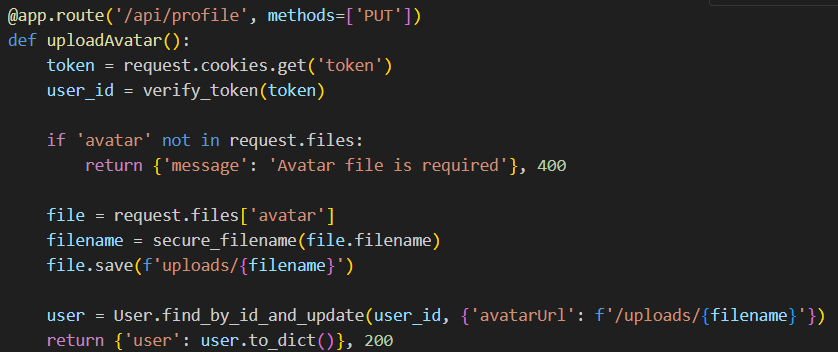 @app.route('/api/profile', methods=['PUT'])
def uploadAvatar():
    token = request.cookies.get('token')
    user_id = verify_token(token)

    if 'avatar' not in request.files:
        return {'message': 'Avatar file is required'}, 400

    file = request.files['avatar']
    filename = secure_filename(file.filename)
    file.save(f'uploads/{filename}')

    user = User.find_by_id_and_update(user_id, {'avatarUrl': f'/uploads/{filename}'})
    return {'user': user.to_dict()}, 200